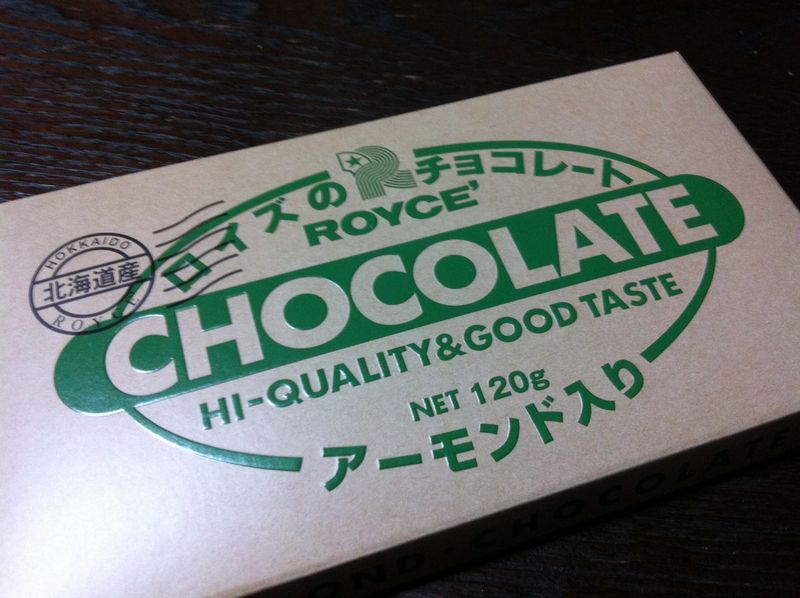 ロイズのチョコレート
ROYCE'
HOKKAIDO
北海道産
ROYCE'
CHOCOLATE
HI-QUALITY&GOOD TASTE
NET 120g
アーモンド入り
OND・CHOCOLATE